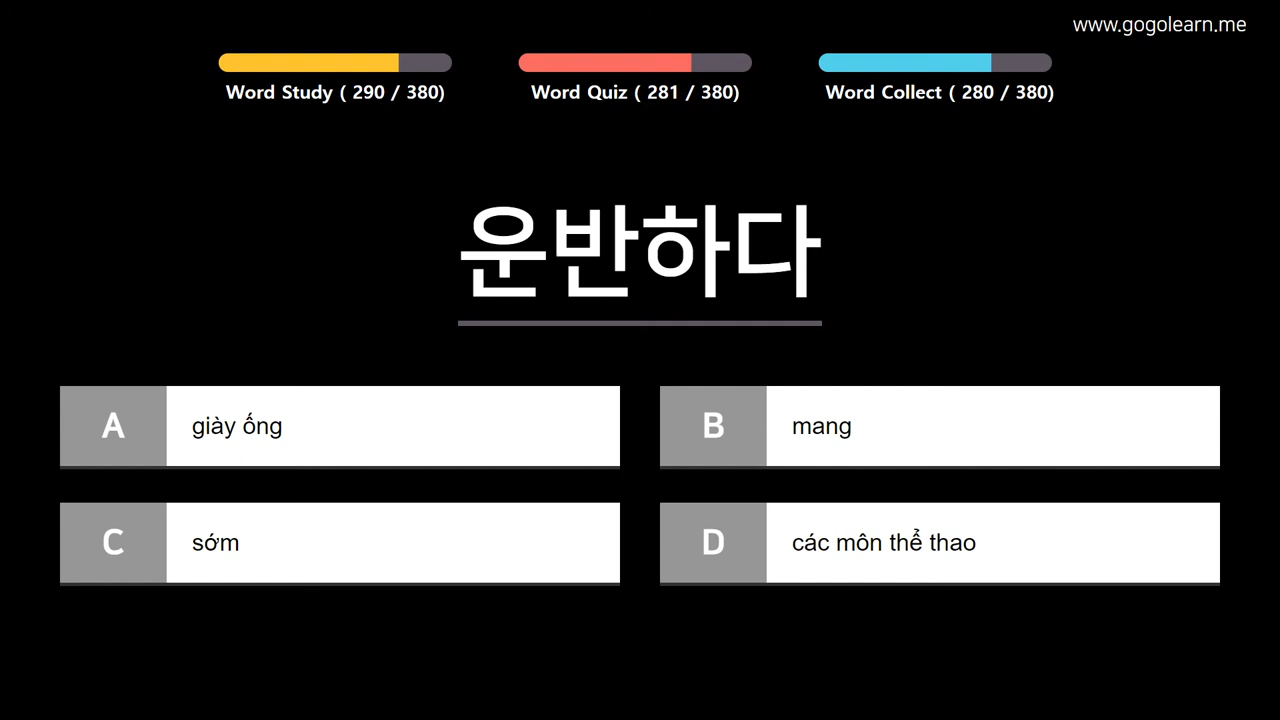 www.gogolearn.me
Word Study ( 290 / 380)
Word Quiz ( 281 / 380)
Word Collect ( 280 / 380)
운반하다
A
giày ống
B
mang
C
sớm
D
các môn thể thao